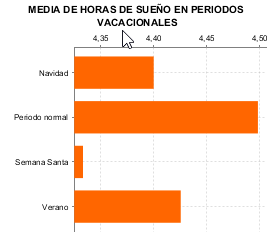 MEDIA DE HORAS DE SUEÑO EN PERIODOS
VACACIONALES
4,35 4,40 4,45 4,50
Navidad
Periodo normal
Semana Santa
Verano